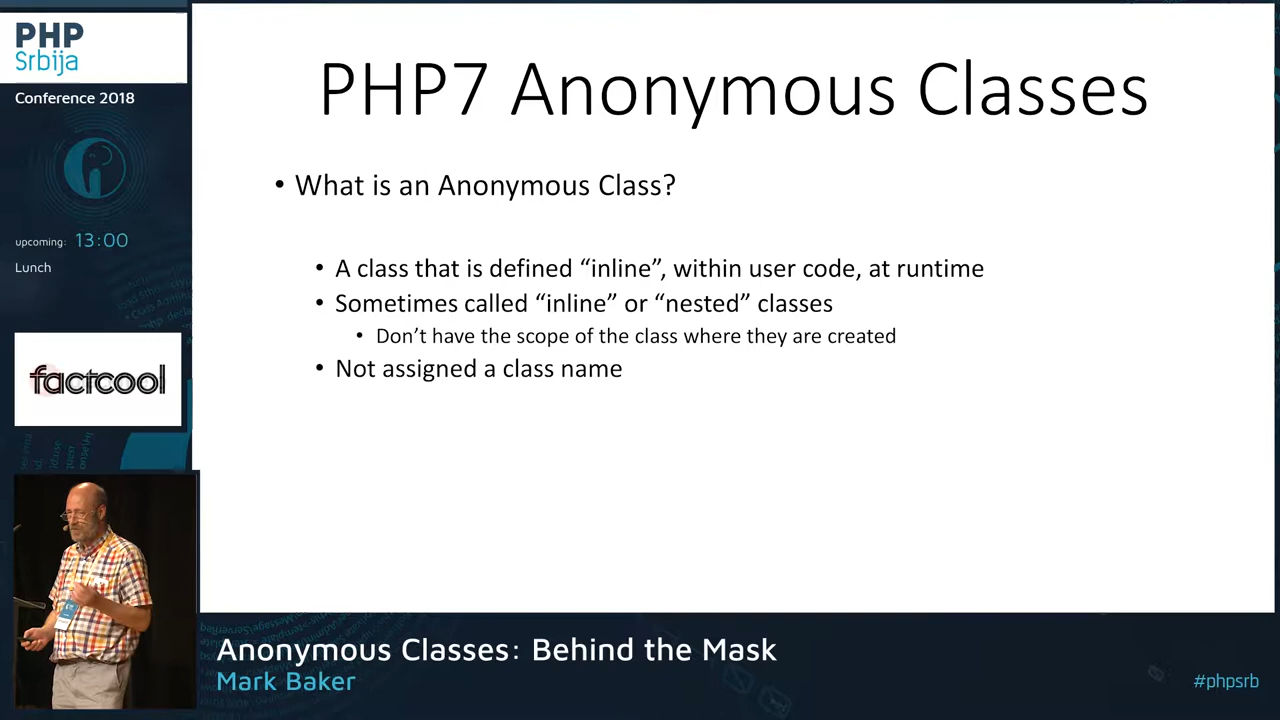 PHP
Srbija
Conference 2018
upcoming: 13:00
Lunch
factcool
PHP7 Anonymous Classes
• What is an Anonymous Class?
• A class that is defined “inline”, within user code, at runtime
• Sometimes called “inline” or “nested” classes
• Don’t have the scope of the class where they are created
• Not assigned a class name
Anonymous Classes: Behind the Mask
Mark Baker
#phpsrb